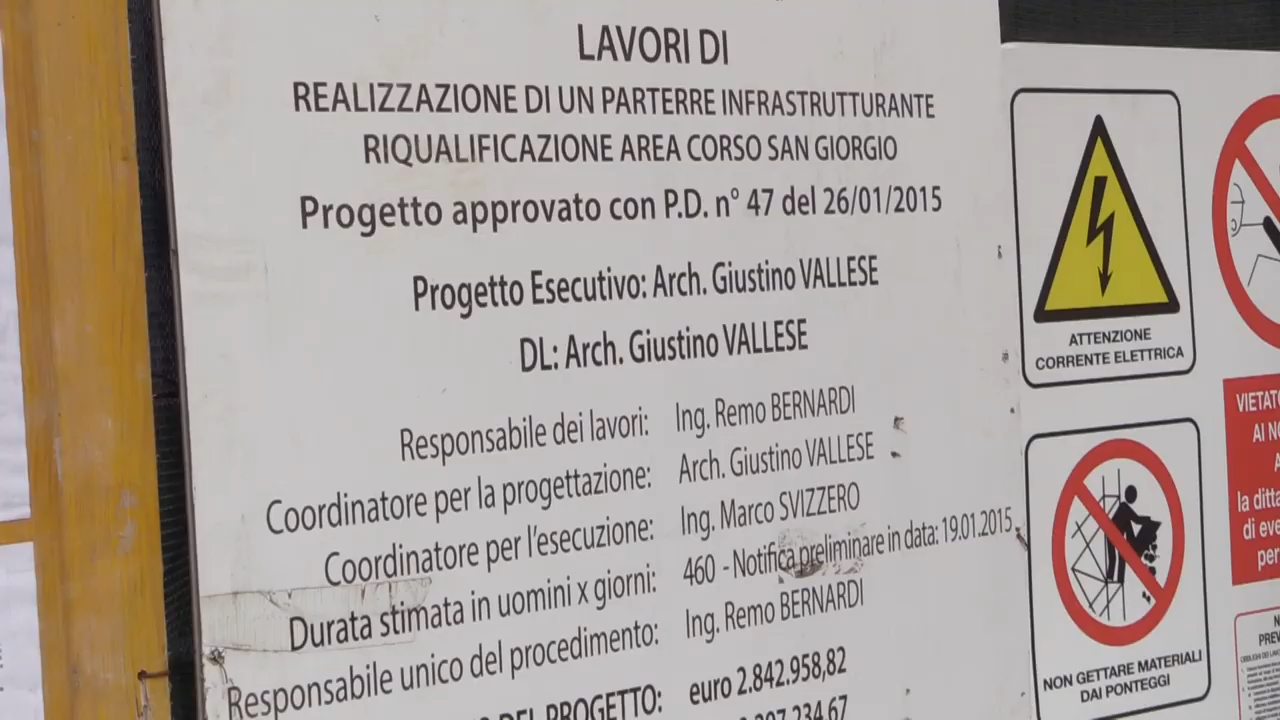 LAVORI DI
REALIZZAZIONE DI UN PARTERRE INFRASTRUTTURANTE
RIQUALIFICAZIONE AREA CORSO SAN GIORGIO
Progetto approvato con P.D. n° 47 del 26/01/2015
Progetto Esecutivo: Arch. Giustino VALLESE
DL: Arch. Giustino VALLESE
Responsabile dei lavori: Ing. Remo BERNARDI
Coordinatore per la progettazione: Arch. Giustino VALLESE
Coordinatore per l'esecuzione: Ing. Marco SVIZZERO
Durata stimata in uomini x giorni: 460 - Notifica preliminare in data: 19.01.2015
Responsabile unico del procedimento: Ing. Remo BERNARDI
DEL PROGETTO: euro 2.842.958,82
ATTENZIONE
CORRENTE ELETTRICA
NON GETTARE MATERIALI
DAI PONTEGGI
AI
la ditta
di